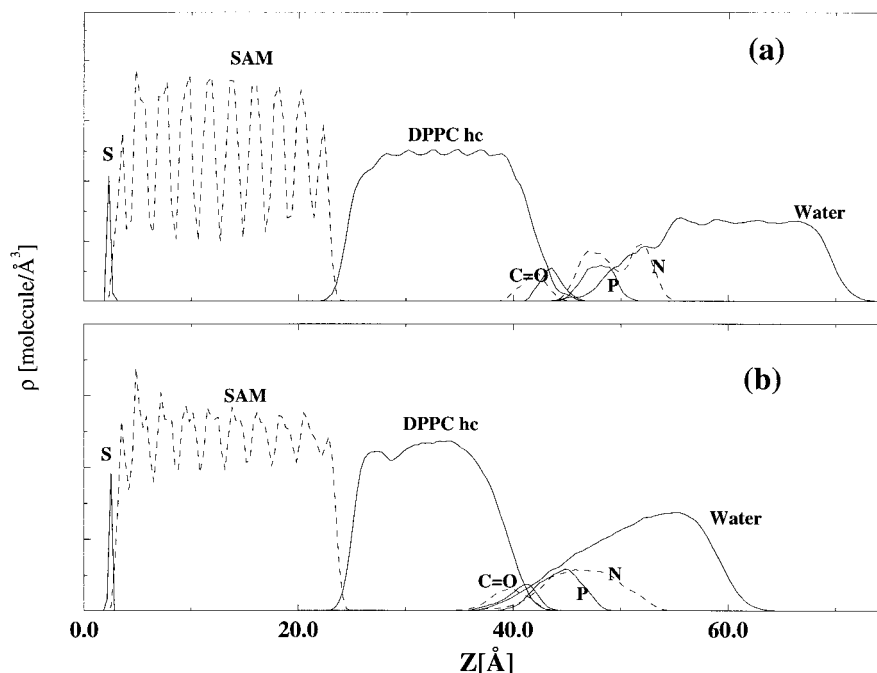 SAM
(a)
DPPC hc
S
Water
C=O
N
P
ρ [molecule/Å³]
(b)
SAM
DPPC hc
S
Water
C=O
N
P
0.0 20.0 40.0 60.0
Z[Å]